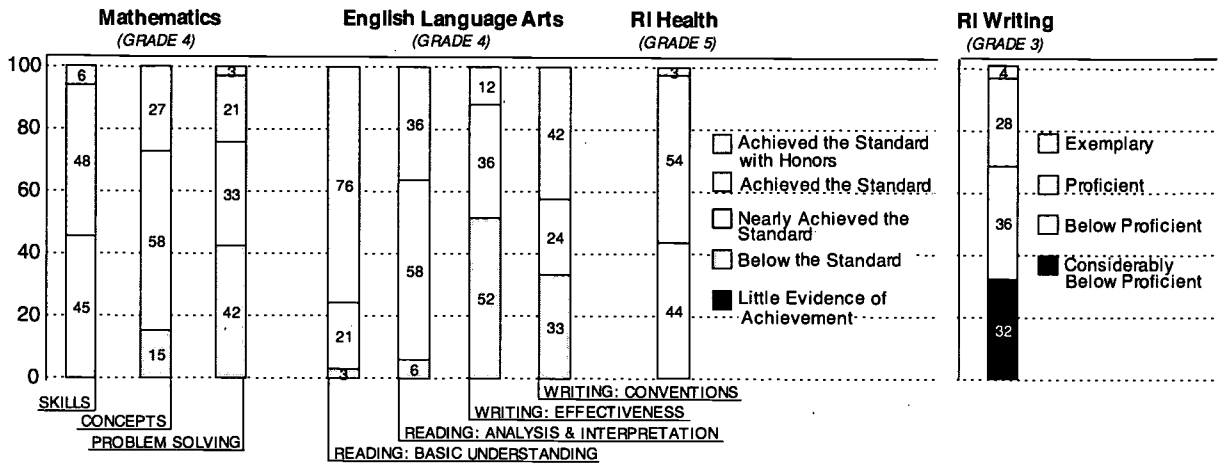 Mathematics
(GRADE 4)
English Language Arts
(GRADE 4)
RI Health
(GRADE 5)
RI Writing
(GRADE 3)
100
80
60
40
20
0
6
48
45
27
58
15
3
21
33
42
76
21
3
36
58
6
12
36
52
42
24
33
3
54
44
Achieved the Standard
with Honors
Achieved the Standard
Nearly Achieved the
Standard
Below the Standard
Little Evidence of
Achievement
4
28
36
32
Exemplary
Proficient
Below Proficient
Considerably
Below Proficient
SKILLS
CONCEPTS
PROBLEM SOLVING
WRITING: CONVENTIONS
WRITING: EFFECTIVENESS
READING: ANALYSIS & INTERPRETATION
READING: BASIC UNDERSTANDING